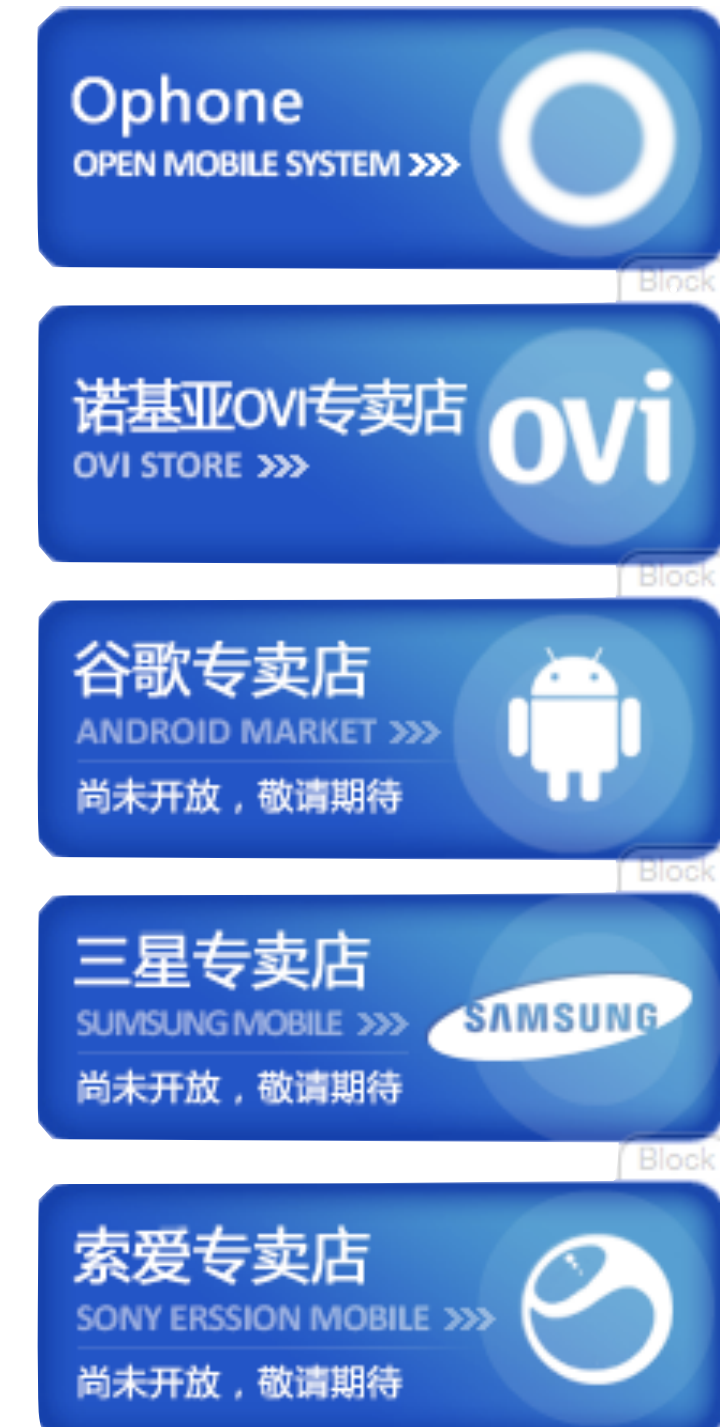 Ophone
OPEN MOBILE SYSTEM >>>
Block
诺基亚OVI专卖店
OVI STORE >>>
ovi
Block
谷歌专卖店
ANDROID MARKET >>>
尚未开放，敬请期待
Block
三星专卖店
SUMSUNG MOBILE >>>
SAMSUNG
尚未开放，敬请期待
Block
索爱专卖店
SONY ERSSION MOBILE >>>
尚未开放，敬请期待